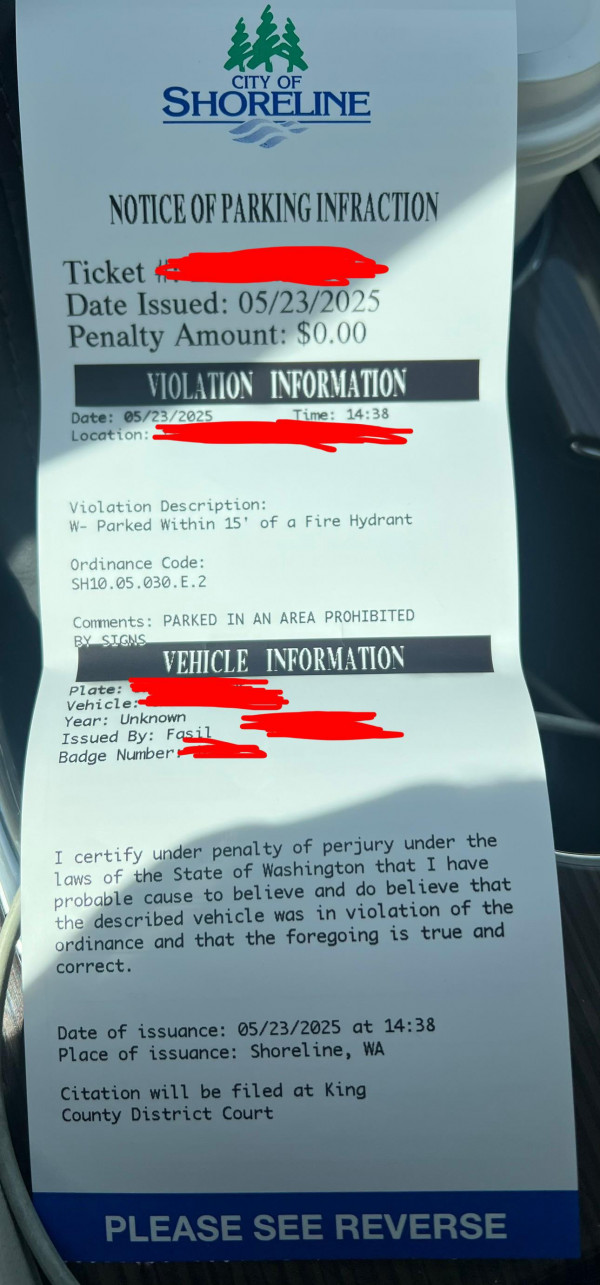 CITY OF
SHORELINE
NOTICE OF PARKING INFRACTION
Ticket
Date Issued: 05/23/2025
Penalty Amount: $0.00
VIOLATION INFORMATION
Date: 05/23/2025 Time: 14:38
Location:
Violation Description:
W- Parked Within 15' of a Fire Hydrant
Ordinance Code:
SH10.05.030.E.2
Comments: PARKED IN AN AREA PROHIBITED
BY SIGNS
VEHICLE INFORMATION
Plate:
Vehicle:
Year: Unknown
Issued By: Fasil
Badge Number:
I certify under penalty of perjury under the
laws of the State of Washington that I have
probable cause to believe and do believe that
the described vehicle was in violation of the
ordinance and that the foregoing is true and
correct.
Date of issuance: 05/23/2025 at 14:38
Place of issuance: Shoreline, WA
Citation will be filed at King
County District Court
PLEASE SEE REVERSE